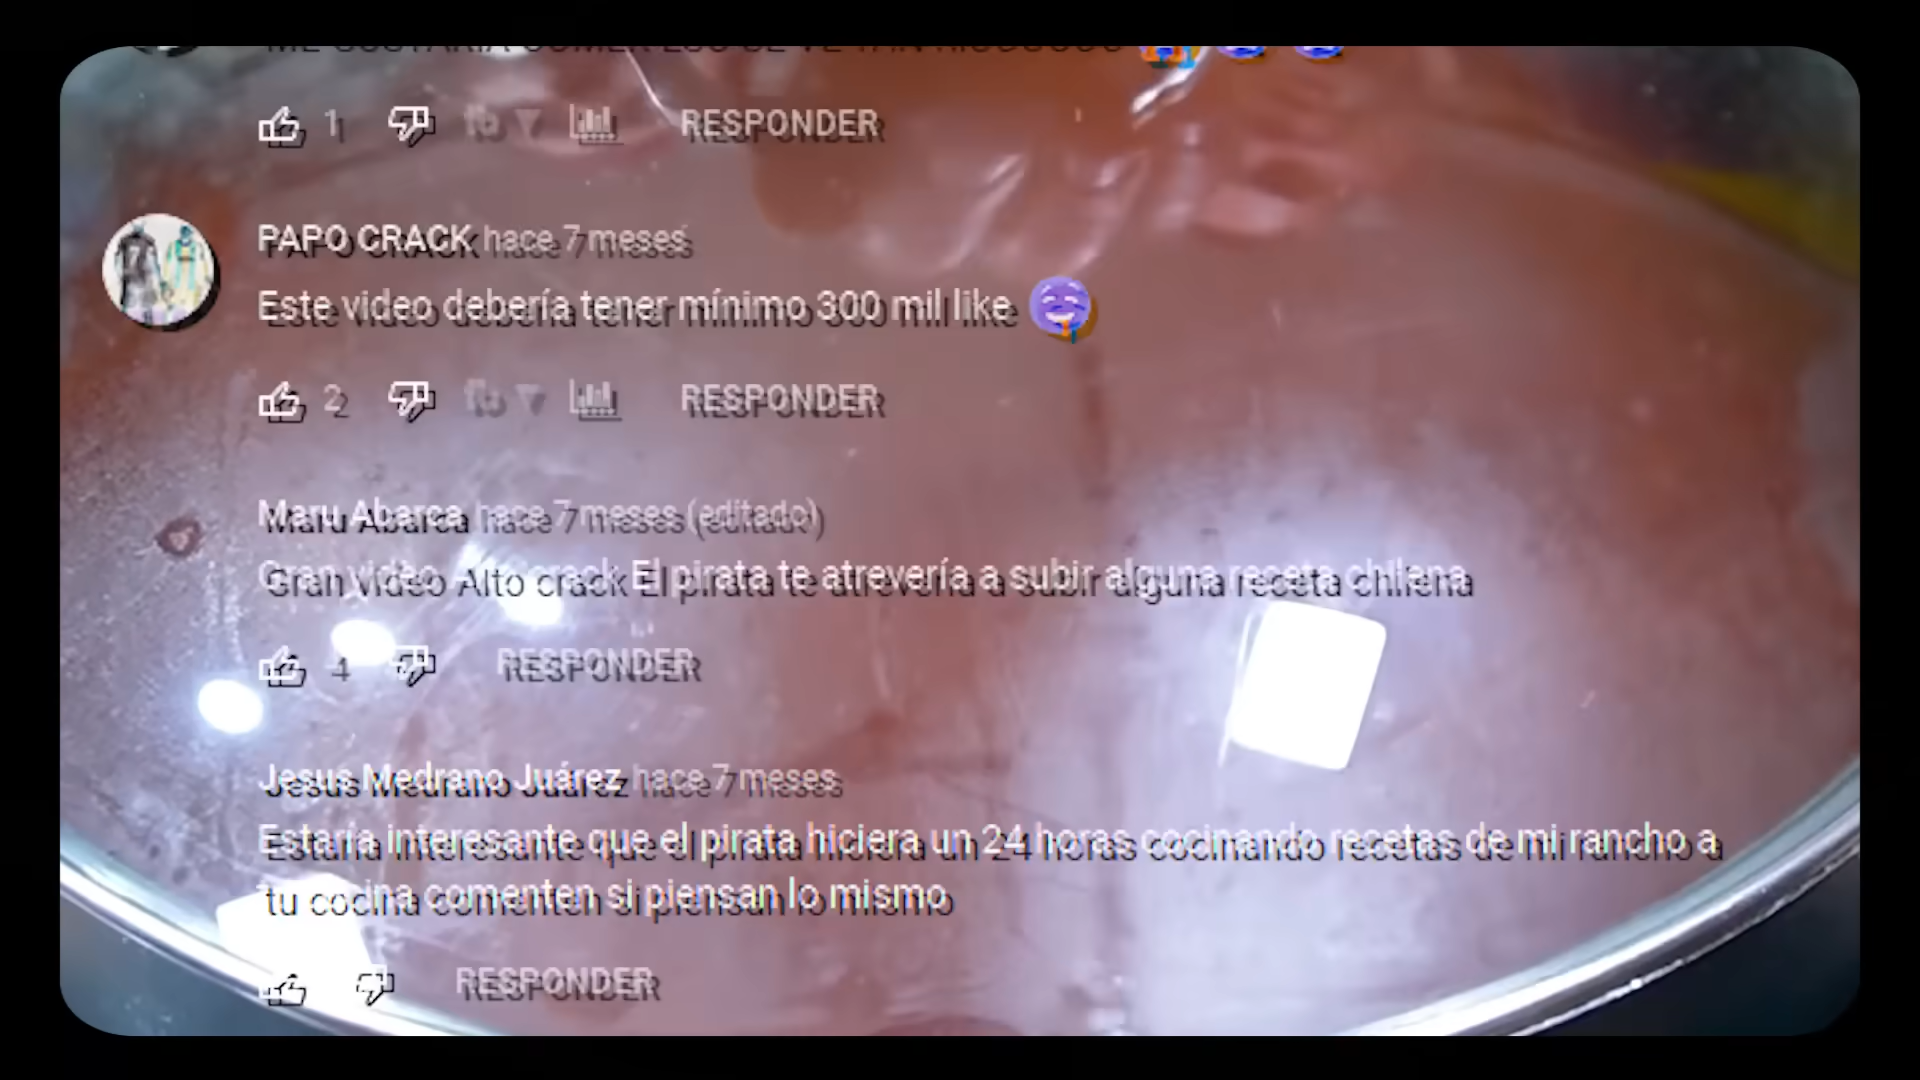 1 RESPONDER
PAPO CRACK hace 7 meses
Este video debería tener mínimo 300 mil like
2 RESPONDER
Maru Abarca hace 7 meses (editado)
Gran video Alto crack El pirata te atrevería a subir alguna receta chilena
4 RESPONDER
Jesus Medrano Juárez hace 7 meses
Estaría interesante que el pirata hiciera un 24 horas cocinando recetas de mi rancho a
tu cocina comenten si piensan lo mismo
RESPONDER